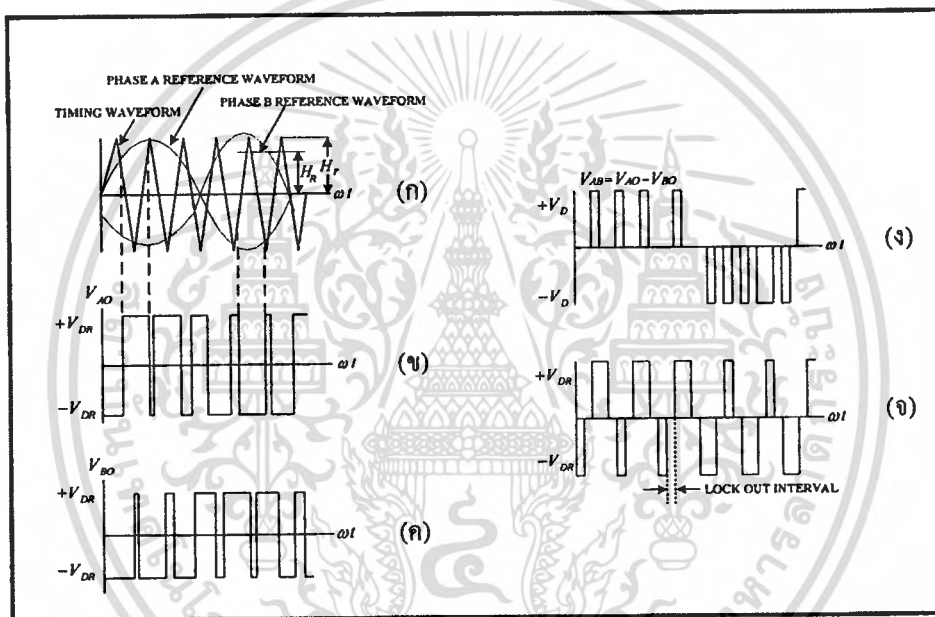 PHASE A REFERENCE WAVEFORM
PHASE B REFERENCE WAVEFORM
TIMING WAVEFORM
H_R H_r
ωt
(ก)
V_AO
+V_DR
ωt
-V_DR
(ข)
V_BO
+V_DR
ωt
-V_DR
(ค)
V_AB = V_AO - V_BO
+V_D
ωt
-V_D
(ง)
+V_DR
ωt
-V_DR
(จ)
LOCK OUT INTERVAL